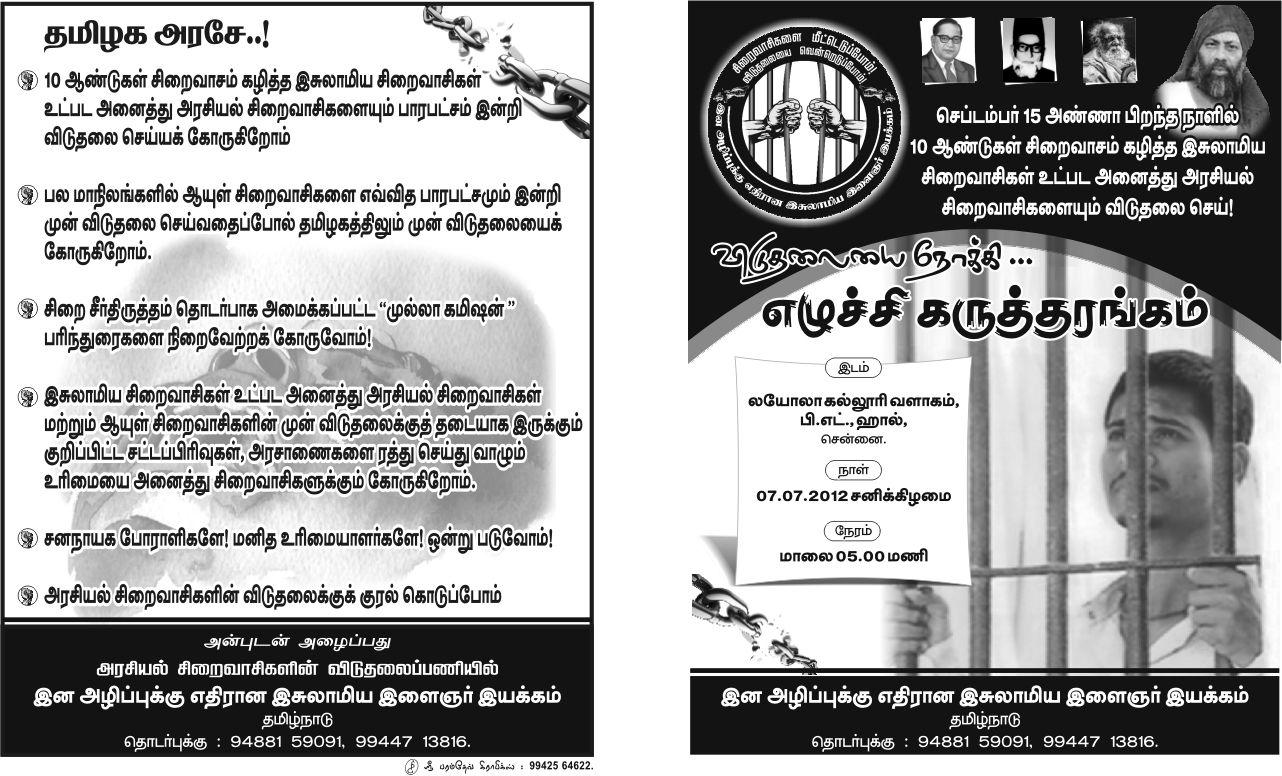 தமிழக அரசே..!
10 ஆண்டுகள் சிறைவாசம் கழித்த இசுலாமிய சிறைவாசிகள்
உட்பட அனைத்து அரசியல் சிறைவாசிகளையும் பாரபட்சம் இன்றி
விடுதலை செய்யக் கோருகிறோம்
பல மாநிலங்களில் ஆயுள் சிறைவாசிகளை எவ்வித பாரபட்சமும் இன்றி
முன் விடுதலை செய்வதைப்போல் தமிழகத்திலும் முன் விடுதலையைக்
கோருகிறோம்.
சிறை சீர்திருத்தம் தொடர்பாக அமைக்கப்பட்ட “முல்லா கமிஷன்”
பரிந்துரைகளை நிறைவேற்றக் கோருவோம்!
இசுலாமிய சிறைவாசிகள் உட்பட அனைத்து அரசியல் சிறைவாசிகள்
மற்றும் ஆயுள் சிறைவாசிகளின் முன் விடுதலைக்குத் தடையாக இருக்கும்
குறிப்பிட்ட சட்டப்பிரிவுகள், அரசாணைகளை ரத்து செய்து வாழும்
உரிமையை அனைத்து சிறைவாசிகளுக்கும் கோருகிறோம்.
சனநாயக போராளிகளே! மனித உரிமையாளர்களே! ஒன்று படுவோம்!
அரசியல் சிறைவாசிகளின் விடுதலைக்குக் குரல் கொடுப்போம்
அன்புடன் அழைப்பது
அரசியல் சிறைவாசிகளின் விடுதலைப்பணியில்
இன அழிப்புக்கு எதிரான இசுலாமிய இளைஞர் இயக்கம்
தமிழ்நாடு
தொடர்புக்கு : 94881 59091, 99447 13816.
கிராபிக்ஸ் : 99425 64622.
சிறைவாசிகளை மீட்டெடுப்போம்!
விடுதலையை வென்றெடுப்போம்!
இன அழிப்புக்கு எதிரான இசுலாமிய இளைஞர் இயக்கம்
செப்டம்பர் 15 அண்ணா பிறந்த நாளில்
10 ஆண்டுகள் சிறைவாசம் கழித்த இசுலாமிய
சிறைவாசிகள் உட்பட அனைத்து அரசியல்
சிறைவாசிகளையும் விடுதலை செய்!
விடுதலையை நோக்கி ...
எழுச்சி கருத்தரங்கம்
இடம்
லயோலா கல்லூரி வளாகம்,
பி.எட்., ஹால்,
சென்னை.
நாள்
07.07.2012 சனிக்கிழமை
நேரம்
மாலை 05.00 மணி
இன அழிப்புக்கு எதிரான இசுலாமிய இளைஞர் இயக்கம்
தமிழ்நாடு
தொடர்புக்கு : 94881 59091, 99447 13816.